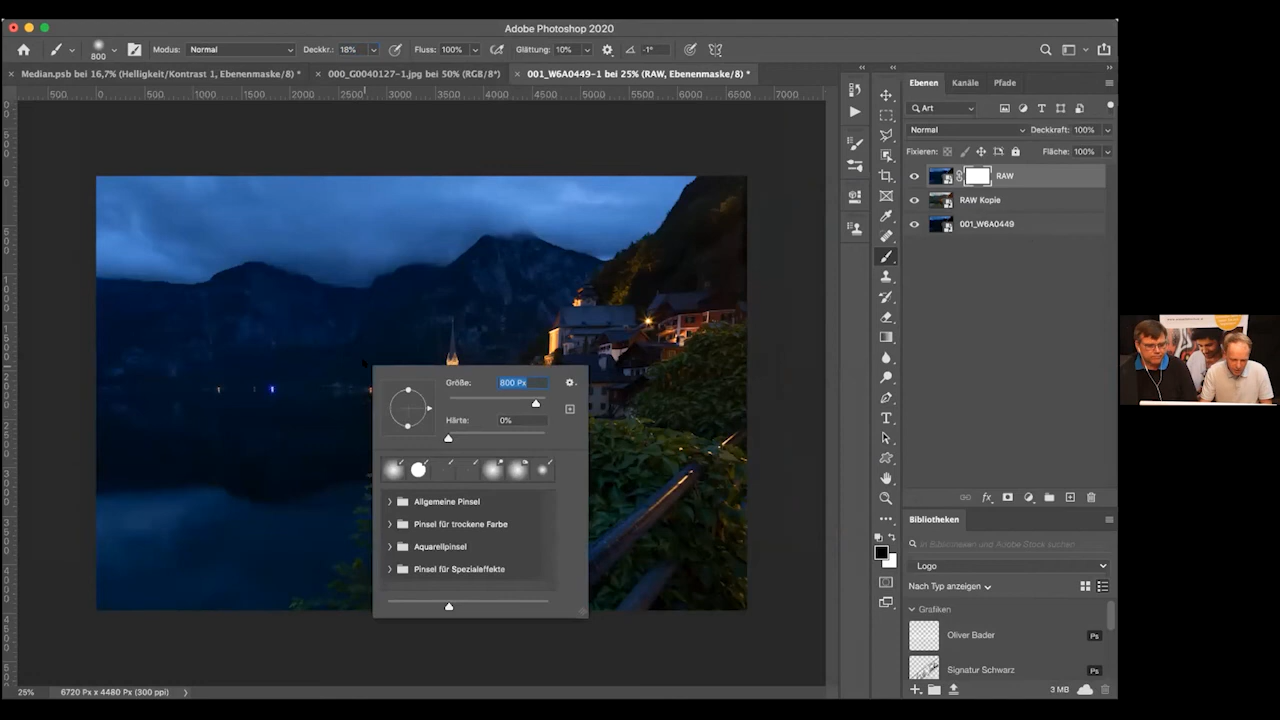 Adobe Photoshop 2020
800 Modus: Normal Deckkr.: 18% Fluss: 100% Glättung: 10% -1°
Median.psb bei 16,7% (Helligkeit/Kontrast 1, Ebenenmaske/8) * 000_G0040127-1.jpg bei 50% (RGB/8*) 001_W6A0449-1 bei 25% (RAW, Ebenenmaske/8) *
500 0 500 1000 1500 2000 2500 3000 3500 4000 4500 5000 5500 6000 6500 7000
Ebenen Kanäle Pfade
Art
Normal Deckkraft: 100%
Fixieren: Fläche: 100%
RAW
RAW Kopie
001_W6A0449
Größe: 800 Px
Härte: 0%
Allgemeine Pinsel
Pinsel für trockene Farbe
Aquarellpinsel
Pinsel für Spezialeffekte
Bibliotheken
In Bibliotheken und Adobe Stock suchen
Logo
Nach Typ anzeigen
Grafiken
Oliver Bader Ps
Signatur Schwarz Ps
3 MB
25% 6720 Px x 4480 Px (300 ppi)